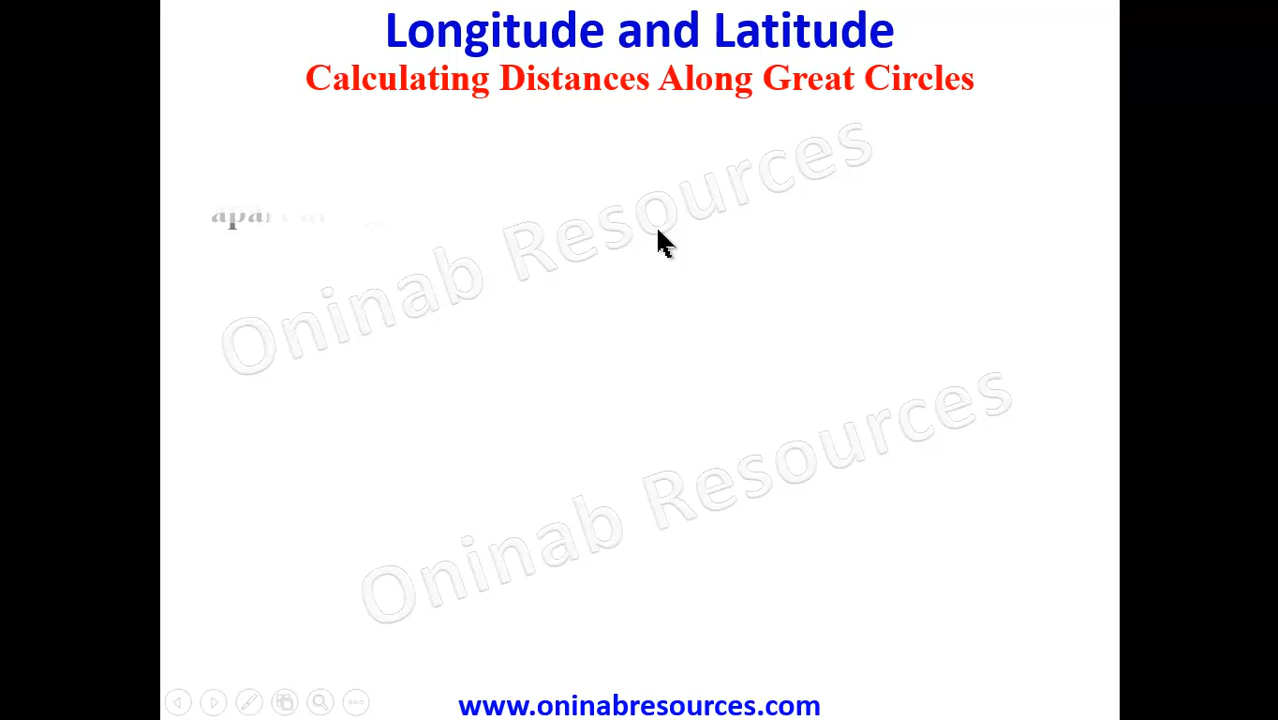 Longitude and Latitude
Calculating Distances Along Great Circles
Oninab Resources
Oninab Resources
www.oninabresources.com